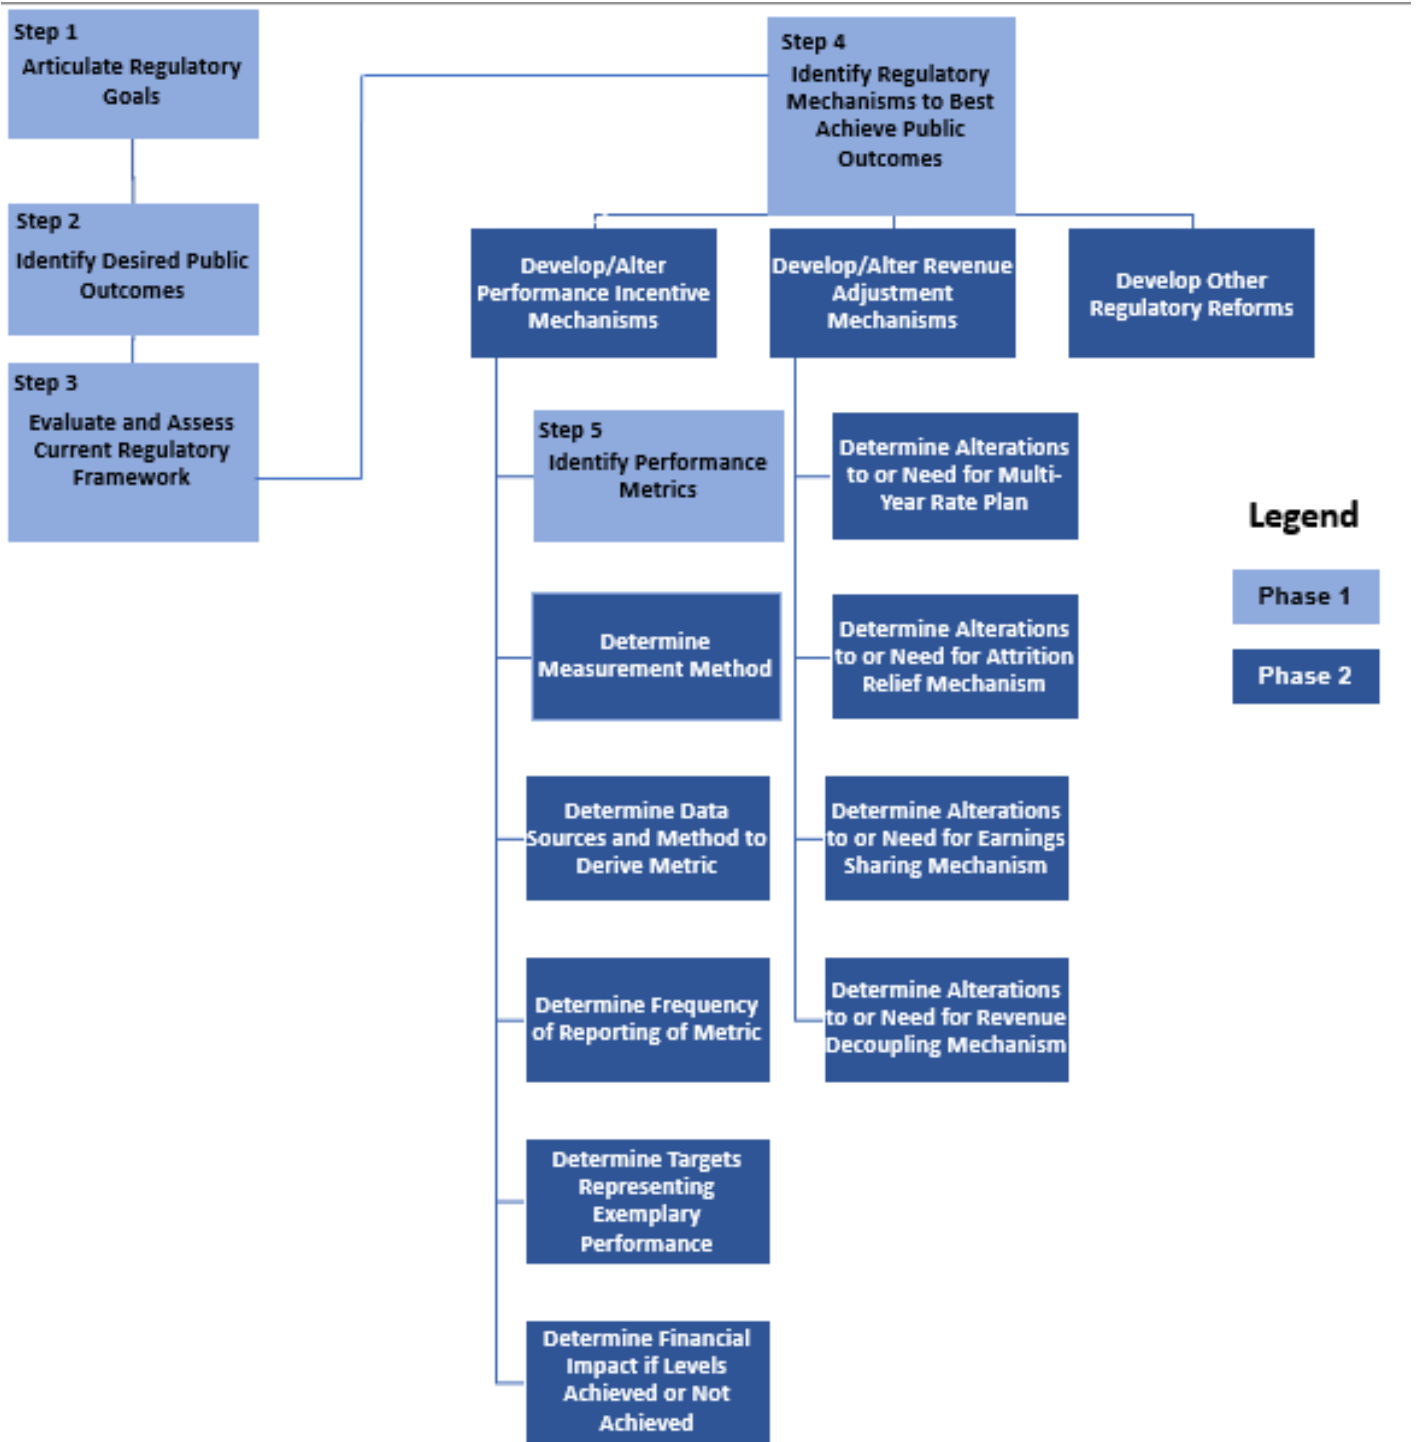 Step 1
Articulate Regulatory
Goals
Step 2
Identify Desired Public
Outcomes
Step 3
Evaluate and Assess
Current Regulatory
Framework
Step 4
Identify Regulatory
Mechanisms to Best
Achieve Public
Outcomes
Develop/Alter
Performance Incentive
Mechanisms
Develop/Alter Revenue
Adjustment
Mechanisms
Develop Other
Regulatory Reforms
Step 5
Identify Performance
Metrics
Determine
Measurement Method
Determine Data
Sources and Method to
Derive Metric
Determine Frequency
of Reporting of Metric
Determine Targets
Representing
Exemplary
Performance
Determine Financial
Impact if Levels
Achieved or Not
Achieved
Determine Alterations
to or Need for Multi-
Year Rate Plan
Determine Alterations
to or Need for Attrition
Relief Mechanism
Determine Alterations
to or Need for Earnings
Sharing Mechanism
Determine Alterations
to or Need for Revenue
Decoupling Mechanism
Legend
Phase 1
Phase 2